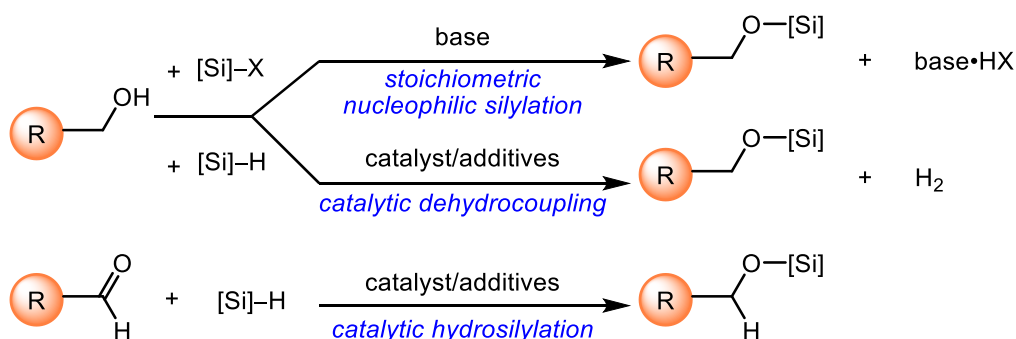 + [Si]–X
base
stoichiometric
nucleophilic silylation
R
O
[Si]
+
base•HX
R
OH
+ [Si]–H
catalyst/additives
catalytic dehydrocoupling
R
O
[Si]
+
H2
R
O
H
+
[Si]–H
catalyst/additives
catalytic hydrosilylation
R
O
[Si]
H